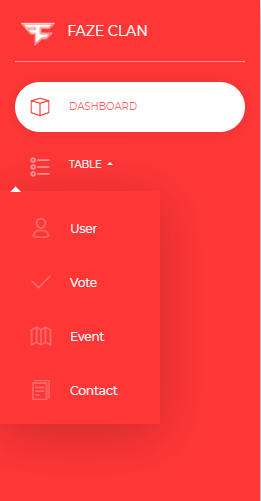 FAZE CLAN
DASHBOARD
TABLE
User
Vote
Event
Contact